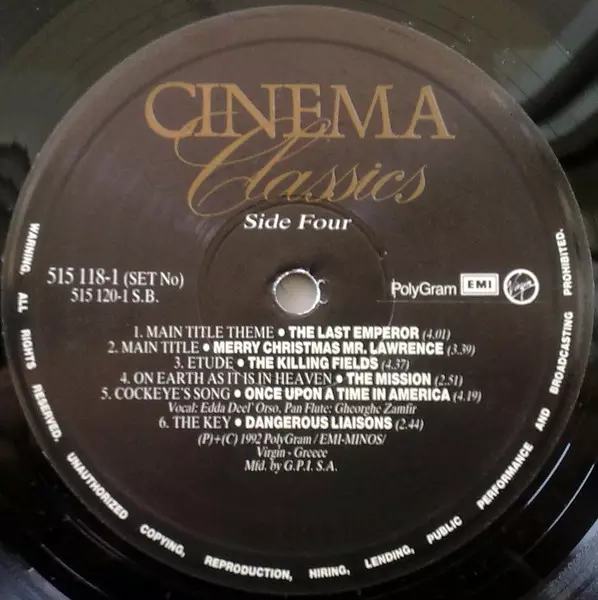 CINEMA
Classics
Side Four
515 118-1 (SET No)
515 120-1 S.B.
PolyGram EMI Virgin
1. MAIN TITLE THEME • THE LAST EMPEROR (4.01)
2. MAIN TITLE • MERRY CHRISTMAS MR. LAWRENCE (3.39)
3. ETUDE • THE KILLING FIELDS (4.37)
4. ON EARTH AS IT IS IN HEAVEN • THE MISSION (2.51)
5. COCKEYE'S SONG • ONCE UPON A TIME IN AMERICA (4.19)
Vocal: Edda Deel' Orso, Pan Flute: Gheorghe Zamfir
6. THE KEY • DANGEROUS LIAISONS (2.44)
(P)+(C) 1992 PolyGram / EMI-MINOS/
Virgin - Greece
Mfd. by G.P.I. S.A.
WARNING. ALL RIGHTS RESERVED. UNAUTHORIZED COPYING, REPRODUCTION, HIRING, LENDING, PUBLIC PERFORMANCE AND BROADCASTING PROHIBITED.